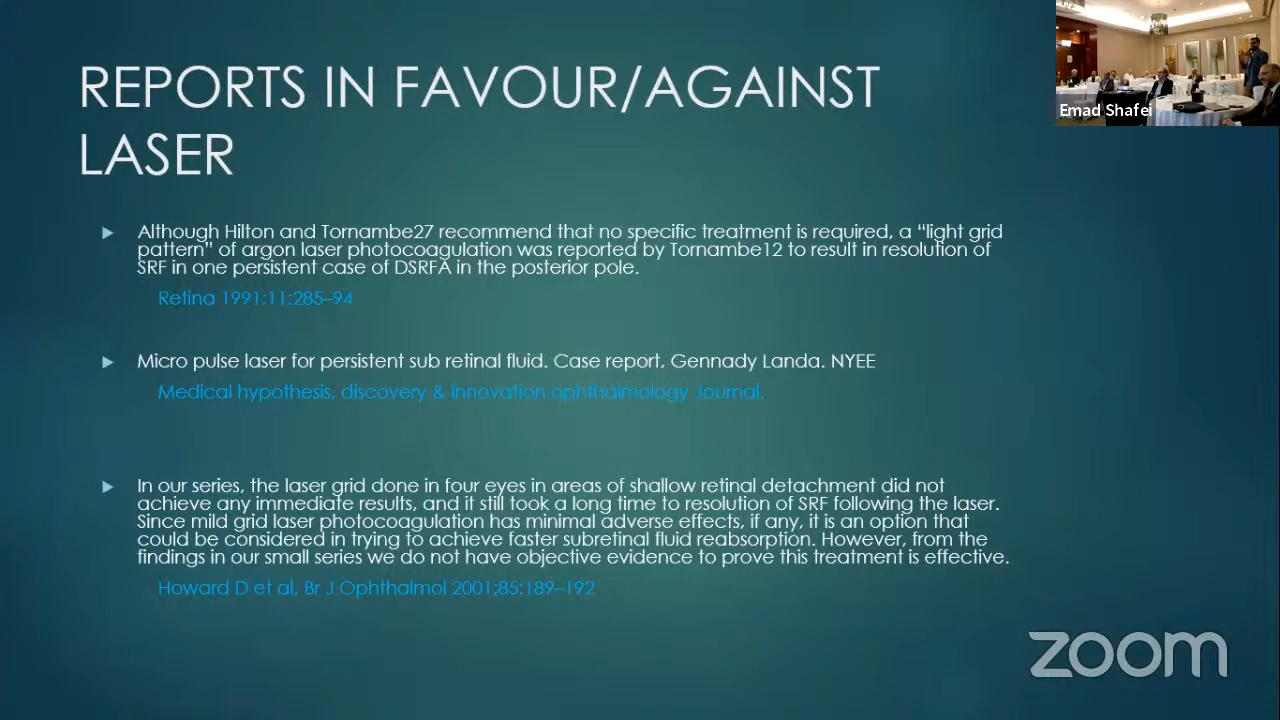 REPORTS IN FAVOUR/AGAINST
LASER
Emad Shafei
Although Hilton and Tornambe27 recommend that no specific treatment is required, a “light grid
pattern” of argon laser photocoagulation was reported by Tornambe12 to result in resolution of
SRF in one persistent case of DSRFA in the posterior pole.
Retina 1991;11:285–94
Micro pulse laser for persistent sub retinal fluid. Case report, Gennady Landa. NYEE
Medical hypothesis, discovery & Innovation ophthalmology Journal.
In our series, the laser grid done in four eyes in areas of shallow retinal detachment did not
achieve any immediate results, and it still took a long time to resolution of SRF following the laser.
Since mild grid laser photocoagulation has minimal adverse effects, if any, it is an option that
could be considered in trying to achieve faster subretinal fluid reabsorption. However, from the
findings in our small series we do not have objective evidence to prove this treatment is effective.
Howard D et al, Br J Ophthalmol 2001;85:189–192
zoom